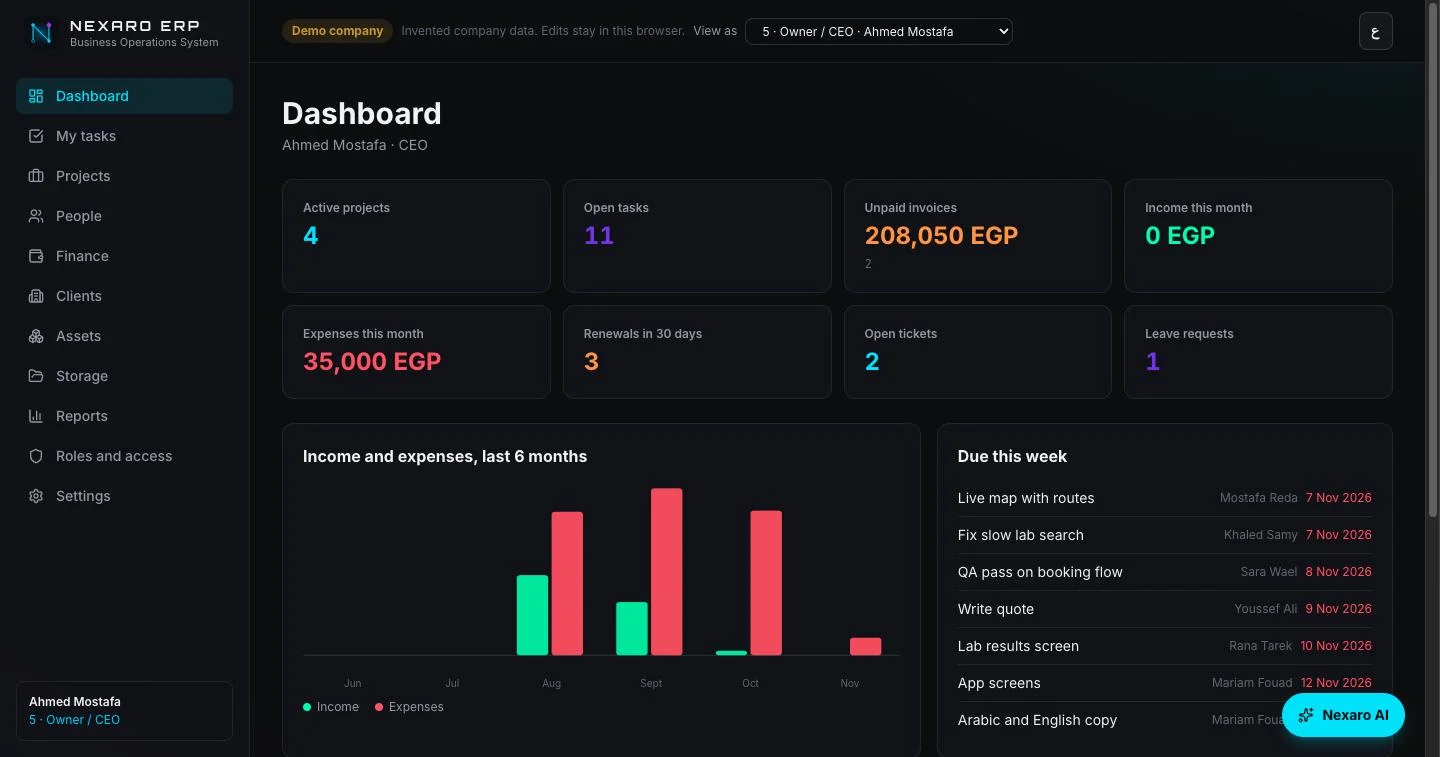 NEXARO ERP
Business Operations System
Dashboard
My tasks
Projects
People
Finance
Clients
Assets
Storage
Reports
Roles and access
Settings
Ahmed Mostafa
5 · Owner / CEO
Demo company Invented company data. Edits stay in this browser. View as 5 · Owner / CEO · Ahmed Mostafa ع
Dashboard
Ahmed Mostafa · CEO
Active projects
4
Open tasks
11
Unpaid invoices
208,050 EGP
2
Income this month
0 EGP
Expenses this month
35,000 EGP
Renewals in 30 days
3
Open tickets
2
Leave requests
1
Income and expenses, last 6 months
Jun Jul Aug Sept Oct Nov
Income Expenses
Due this week
Live map with routes Mostafa Reda 7 Nov 2026
Fix slow lab search Khaled Samy 7 Nov 2026
QA pass on booking flow Sara Wael 8 Nov 2026
Write quote Youssef Ali 9 Nov 2026
Lab results screen Rana Tarek 10 Nov 2026
App screens Mariam Fouad 12 Nov 2026
Arabic and English copy Mariam
Nexaro AI